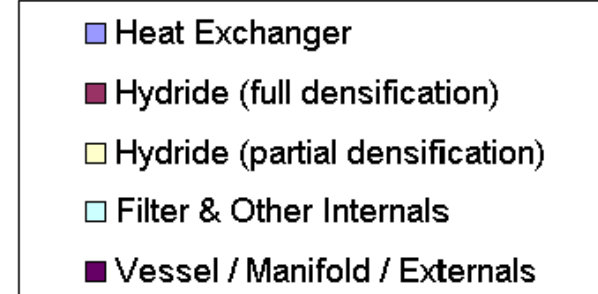 Heat Exchanger
Hydride (full densification)
Hydride (partial densification)
Filter & Other Internals
Vessel / Manifold / Externals